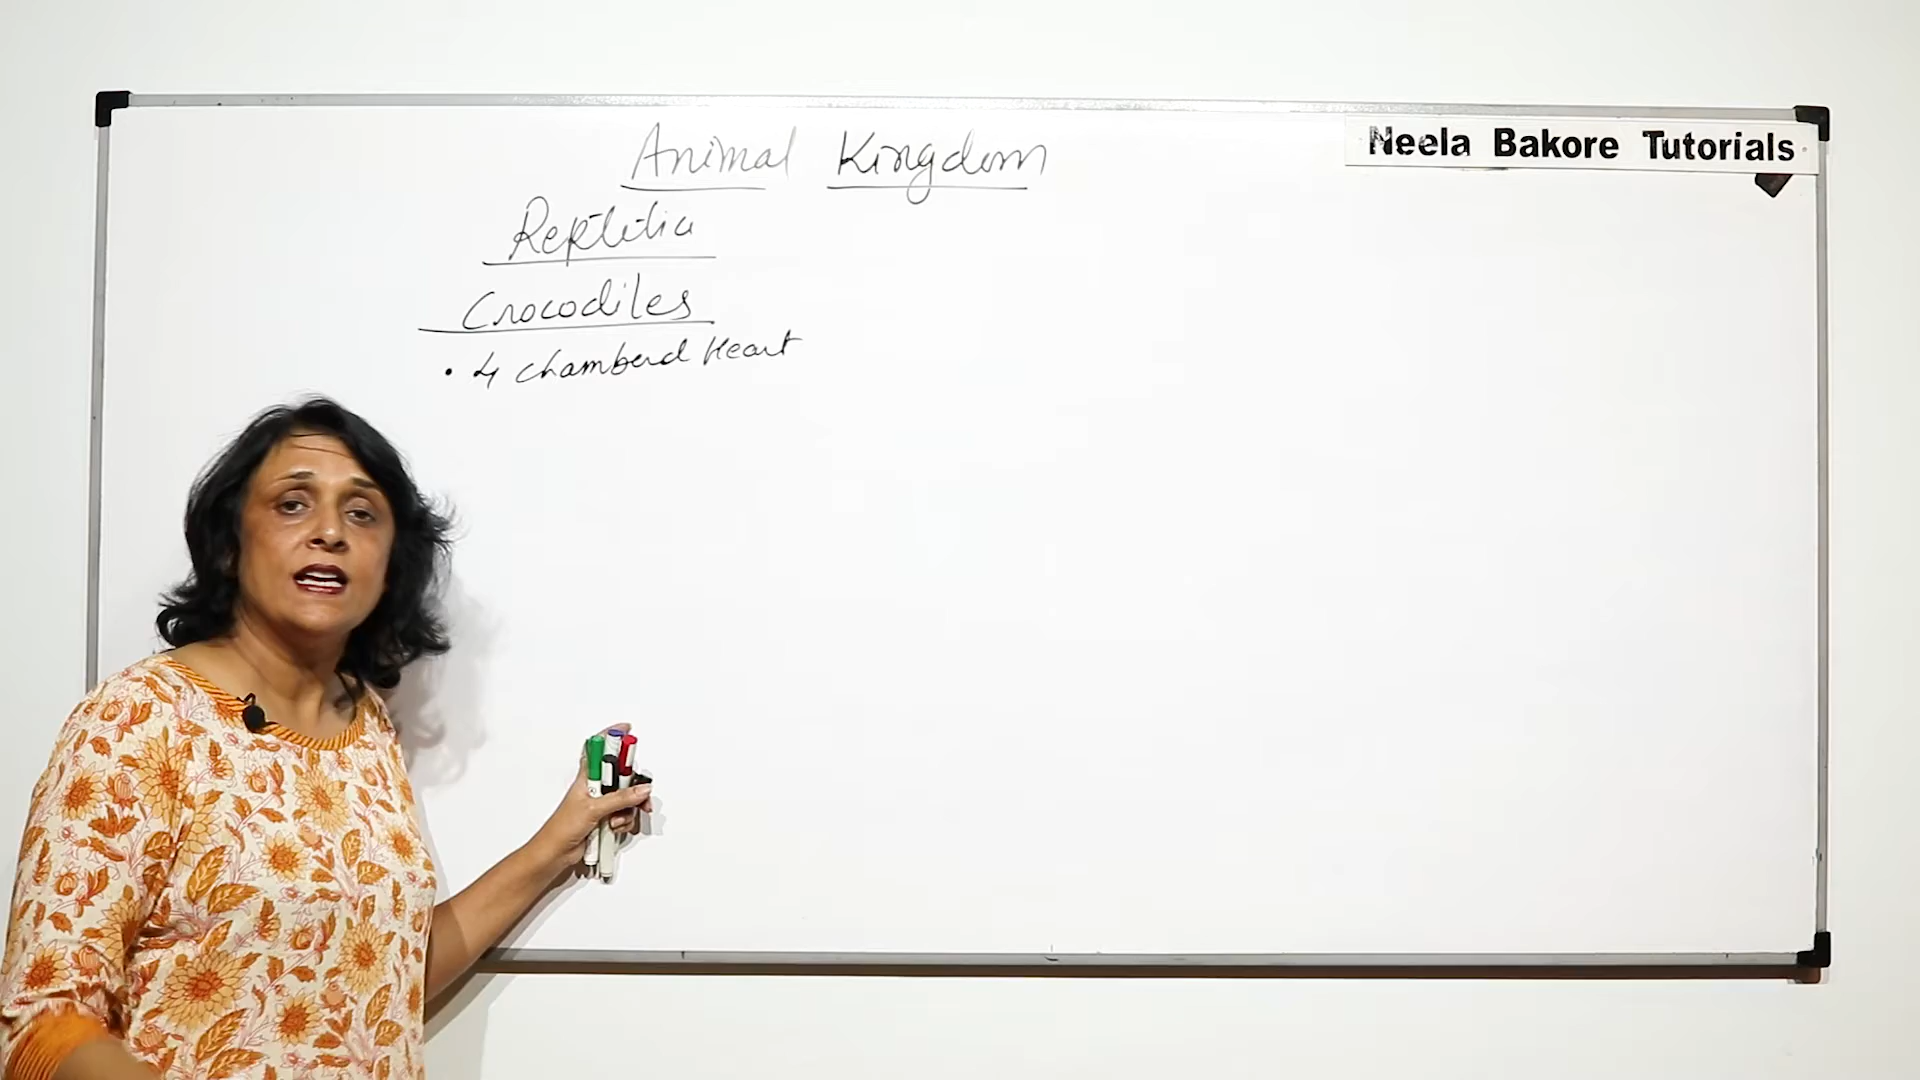 Animal Kingdom
Neela Bakore Tutorials
Reptilia
Crocodiles
• 4 chambered Heart